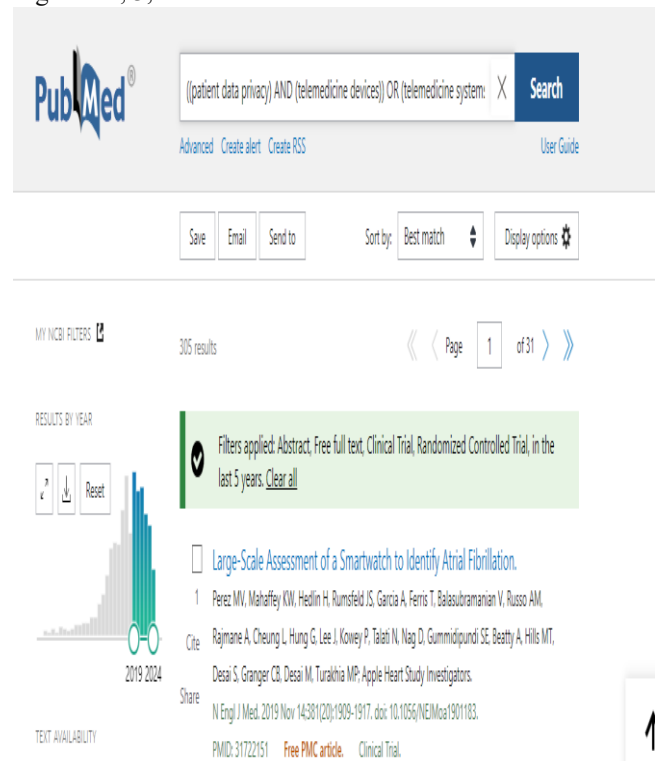 PubMed®
((patient data privacy) AND (telemedicine devices)) OR (telemedicine systems
Search
Advanced Create alert Create RSS
User Guide
Save Email Send to
Sort by: Best match
Display options
MY NCBI FILTERS
305 results
Page 1 of 31
RESULTS BY YEAR
Reset
2019 2024
TEXT AVAILABILITY
Filters applied: Abstract, Free full text, Clinical Trial, Randomized Controlled Trial, in the
last 5 years. Clear all
Large-Scale Assessment of a Smartwatch to Identify Atrial Fibrillation.
1
Cite
Share
Perez MV, Mahaffey KW, Hedlin H, Rumsfeld JS, Garcia A, Ferris T, Balasubramanian V, Russo AM,
Rajmane A, Cheung L, Hung G, Lee J, Kowey P, Talati N, Nag D, Gummidipundi SE, Beatty A, Hills MT,
Desai S, Granger CB, Desai M, Turakhia MP; Apple Heart Study Investigators.
N Engl J Med. 2019 Nov 14;381(20):1909-1917. doi: 10.1056/NEJMoa1901183.
PMID: 31722151 Free PMC article. Clinical Trial.